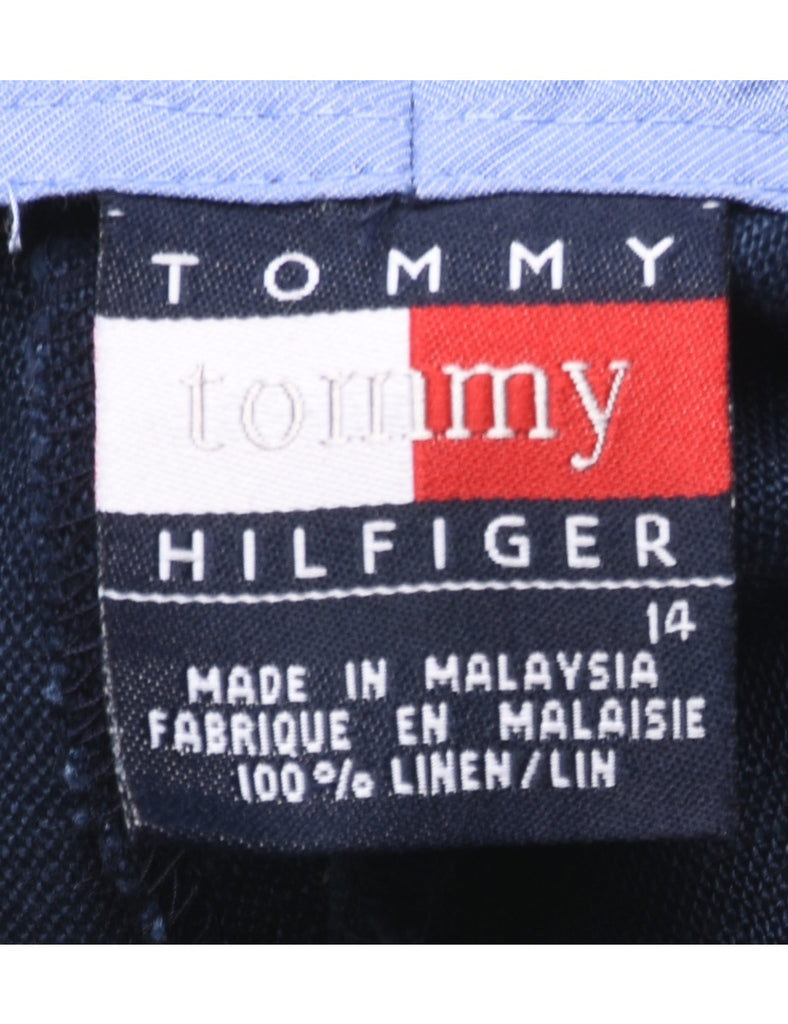 TOMMY
tommy
HILFIGER
14
MADE IN MALAYSIA
FABRIQUE EN MALAISIE
100% LINEN/LIN